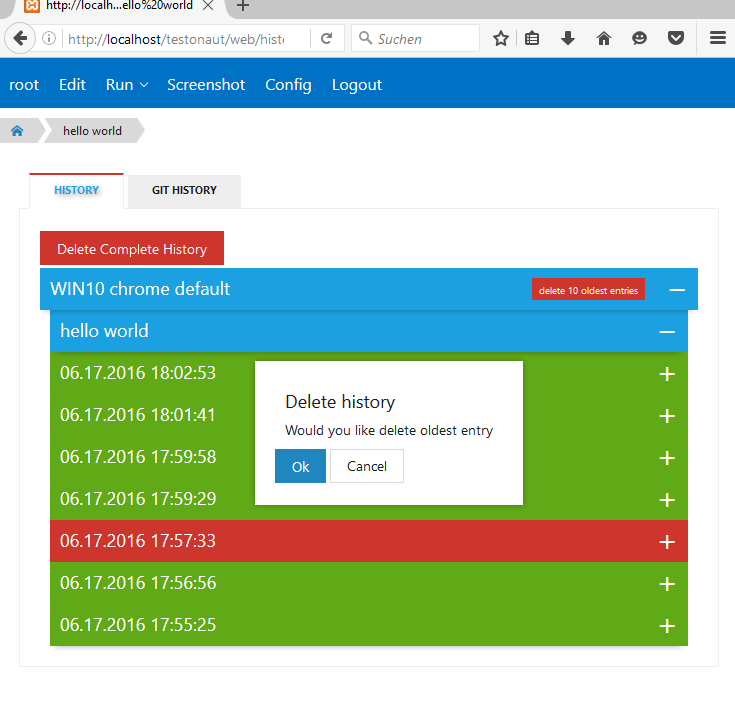 http://localh...ello%20world
http://localhost/testonaut/web/histo
Suchen
root Edit Run Screenshot Config Logout
hello world
HISTORY GIT HISTORY
Delete Complete History
WIN10 chrome default delete 10 oldest entries
hello world
06.17.2016 18:02:53
06.17.2016 18:01:41
06.17.2016 17:59:58
06.17.2016 17:59:29
06.17.2016 17:57:33
06.17.2016 17:56:56
06.17.2016 17:55:25
Delete history
Would you like delete oldest entry
Ok Cancel